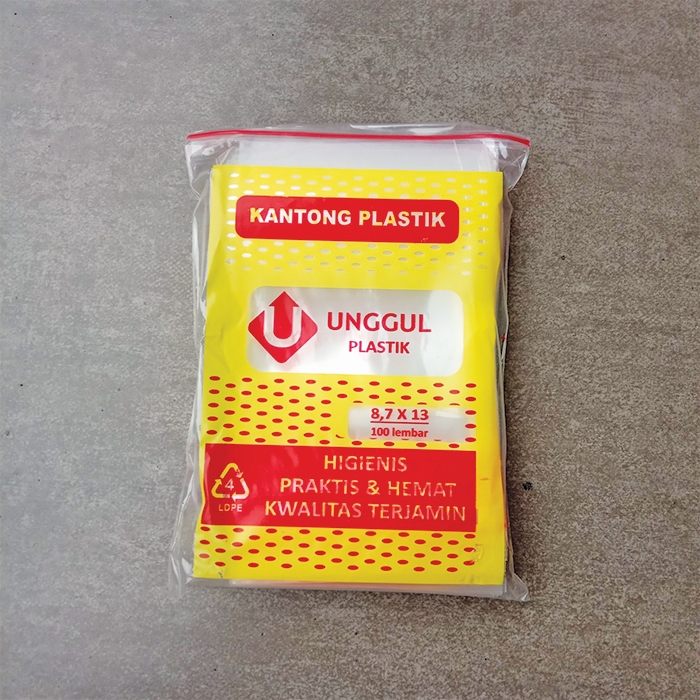 KANTONG PLASTIK
U
UNGGUL
PLASTIK
8,7 X 13
100 lembar
HIGIENIS
PRAKTIS & HEMAT
KWALITAS TERJAMIN
4
LDPE